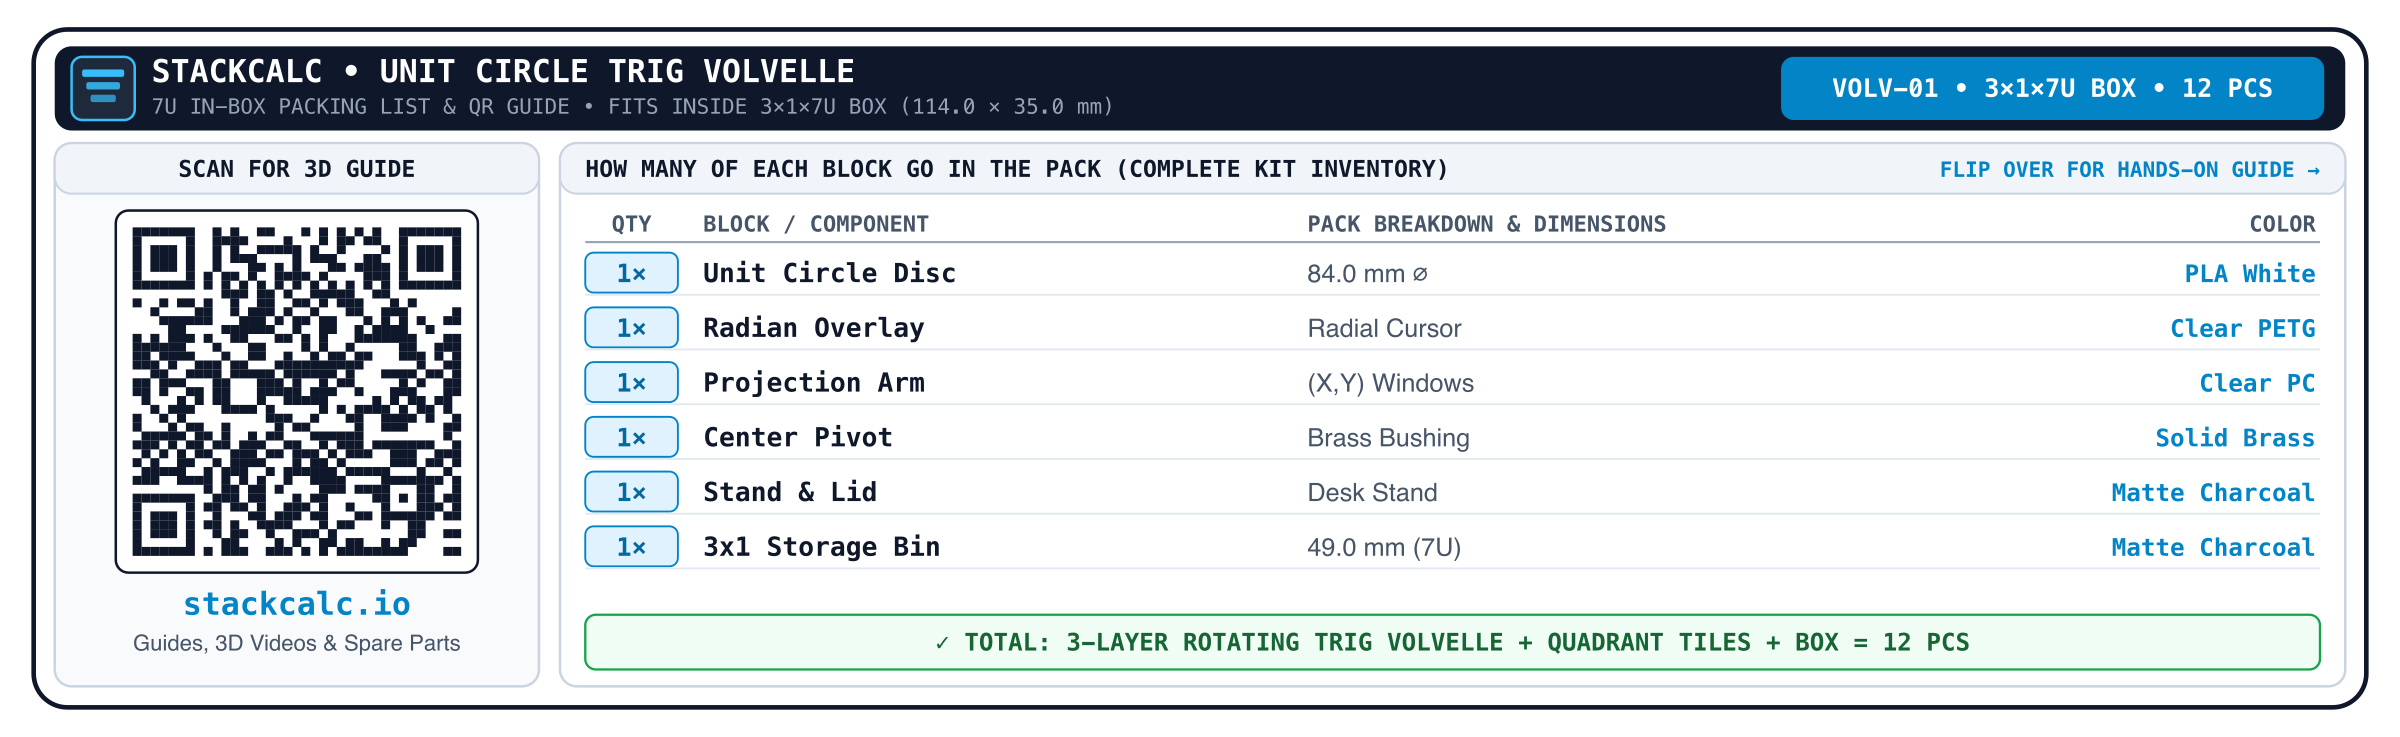 STACKCALC • UNIT CIRCLE TRIG VOLVELLE
7U IN-BOX PACKING LIST & QR GUIDE • FITS INSIDE 3×1×7U BOX (114.0 × 35.0 mm)
VOLV–01 • 3×1×7U BOX • 12 PCS
SCAN FOR 3D GUIDE
stackcalc.io
Guides, 3D Videos & Spare Parts
HOW MANY OF EACH BLOCK GO IN THE PACK (COMPLETE KIT INVENTORY)
FLIP OVER FOR HANDS–ON GUIDE →
QTY BLOCK / COMPONENT PACK BREAKDOWN & DIMENSIONS COLOR
1× Unit Circle Disc 84.0 mm ⌀ PLA White
1× Radian Overlay Radial Cursor Clear PETG
1× Projection Arm (X,Y) Windows Clear PC
1× Center Pivot Brass Bushing Solid Brass
1× Stand & Lid Desk Stand Matte Charcoal
1× 3x1 Storage Bin 49.0 mm (7U) Matte Charcoal
✓ TOTAL: 3–LAYER ROTATING TRIG VOLVELLE + QUADRANT TILES + BOX = 12 PCS